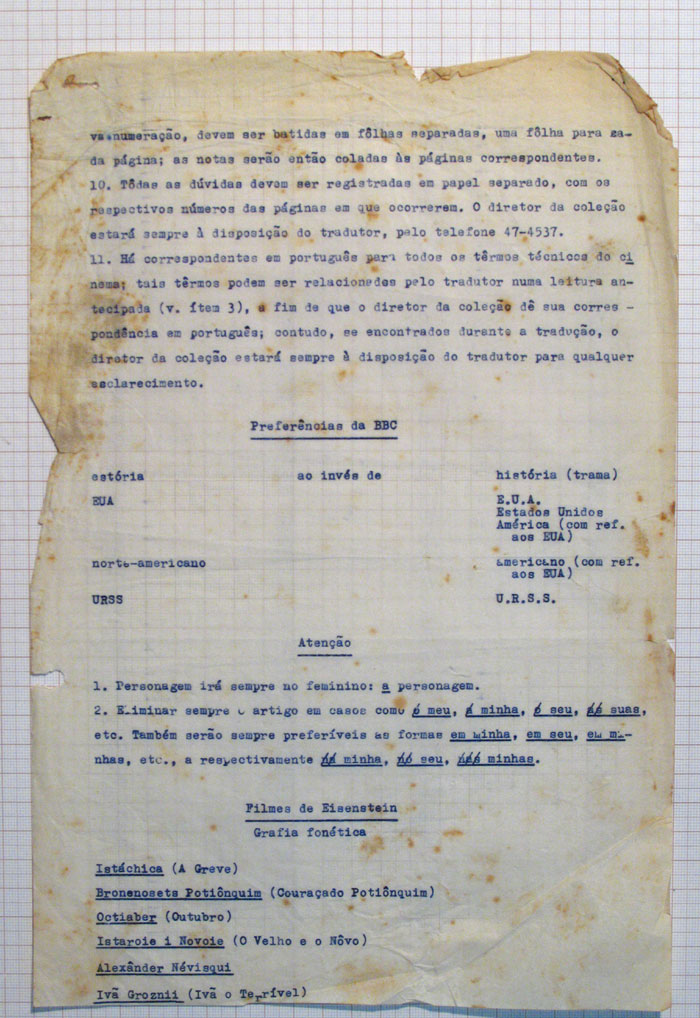 va numeração, devem ser batidas em fôlhas separadas, uma fôlha para ca-
da página; as notas serão então coladas às páginas correspondentes.
10. Tôdas as dúvidas devem ser registradas em papel separado, com os
respectivos números das páginas em que ocorrerem. O diretor da coleção
estará sempre à disposição do tradutor, pelo telefone 47-4537.
11. Há correspondentes em português para todos os têrmos técnicos do ci
nema; tais têrmos podem ser relacionados pelo tradutor numa leitura an-
tecipada (v. ítem 3), a fim de que o diretor da coleção dê sua corres -
pondência em português; contudo, se encontrados durante a tradução, o
diretor da coleção estará sempre à disposição do tradutor para qualquer
esclarecimento.
Preferências da BBC
estória ao invés de história (trama)
EUA E.U.A.
Estados Unidos
América (com ref.
aos EUA)
norte-americano americano (com ref.
aos EUA)
URSS U.R.S.S.
Atenção
1. Personagem irá sempre no feminino: a personagem.
2. Eliminar sempre o artigo em casos como o meu, a minha, o seu, as suas,
etc. Também serão sempre preferíveis as formas em minha, em seu, em mi-
nhas, etc., a respectivamente na minha, no seu, nas minhas.
Filmes de Eisenstein
Grafia fonética
Istáchica (A Greve)
Bronenosets Potiônquim (Couraçado Potiônquim)
Octiaber (Outubro)
Istaroie i Novoie (O Velho e o Nôvo)
Alexânder Névisqui
Ivã Groznii (Ivã o Terrível)